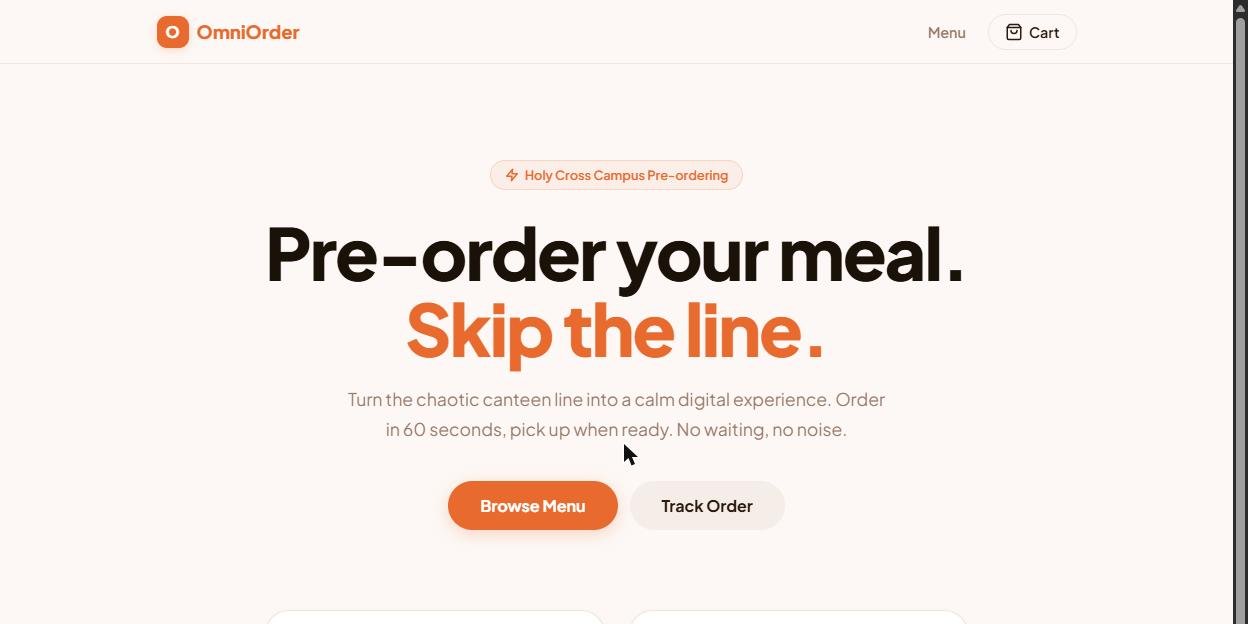 OmniOrder
Menu
Cart
Holy Cross Campus Pre-ordering
Pre-order your meal.
Skip the line.
Turn the chaotic canteen line into a calm digital experience. Order
in 60 seconds, pick up when ready. No waiting, no noise.
Browse Menu
Track Order